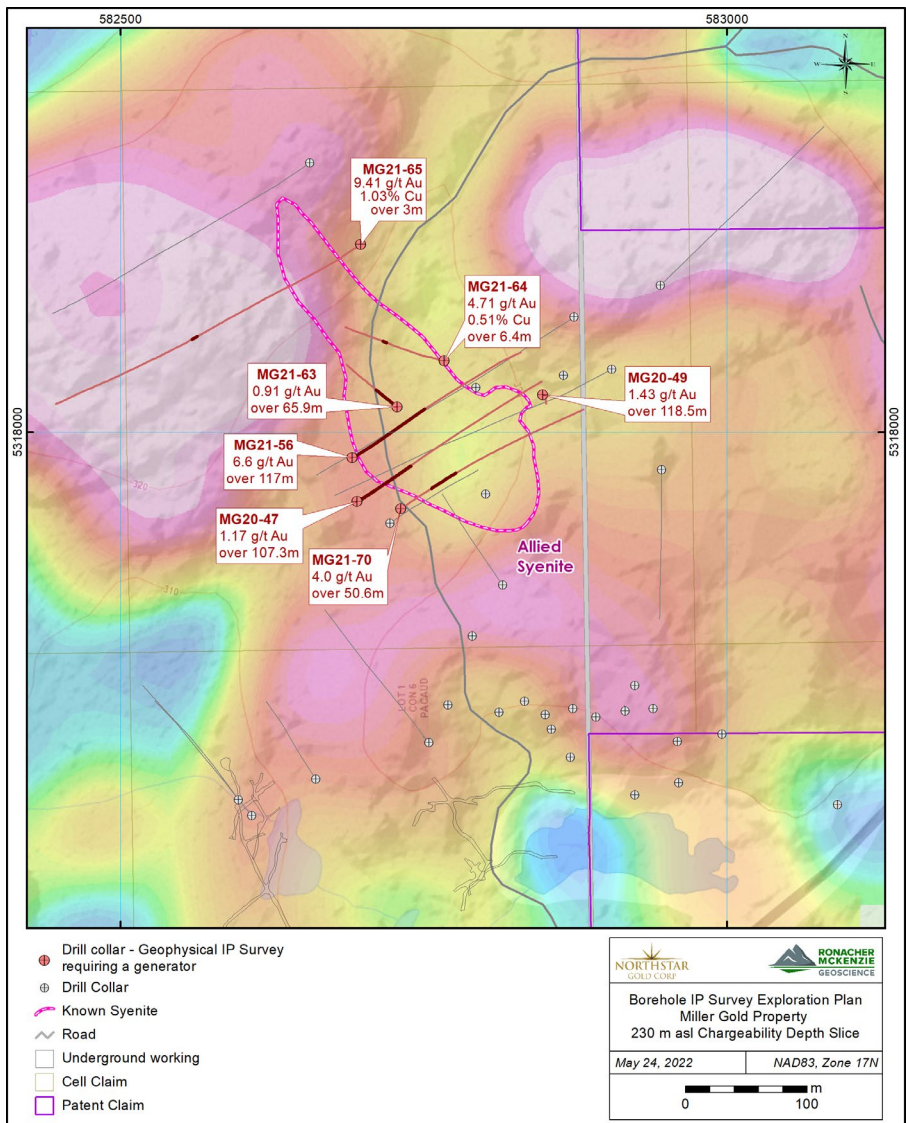 582500
583000
N
W
E
S
MG21-65
9.41 g/t Au
1.03% Cu
over 3m
MG21-64
4.71 g/t Au
0.51% Cu
over 6.4m
MG21-63
0.91 g/t Au
over 65.9m
MG20-49
1.43 g/t Au
over 118.5m
5318000
5318000
MG21-56
6.6 g/t Au
over 117m
320
MG20-47
1.17 g/t Au
over 107.3m
MG21-70
4.0 g/t Au
over 50.6m
Allied
Syenite
310
LOT 1
CON 6
PACAUD
Drill collar - Geophysical IP Survey
requiring a generator
Drill Collar
Known Syenite
Road
Underground working
Cell Claim
Patent Claim
NORTHSTAR
GOLD CORP
RONACHER
MCKENZIE
GEOSCIENCE
Borehole IP Survey Exploration Plan
Miller Gold Property
230 m asl Chargeability Depth Slice
May 24, 2022
NAD83, Zone 17N
m
0
100